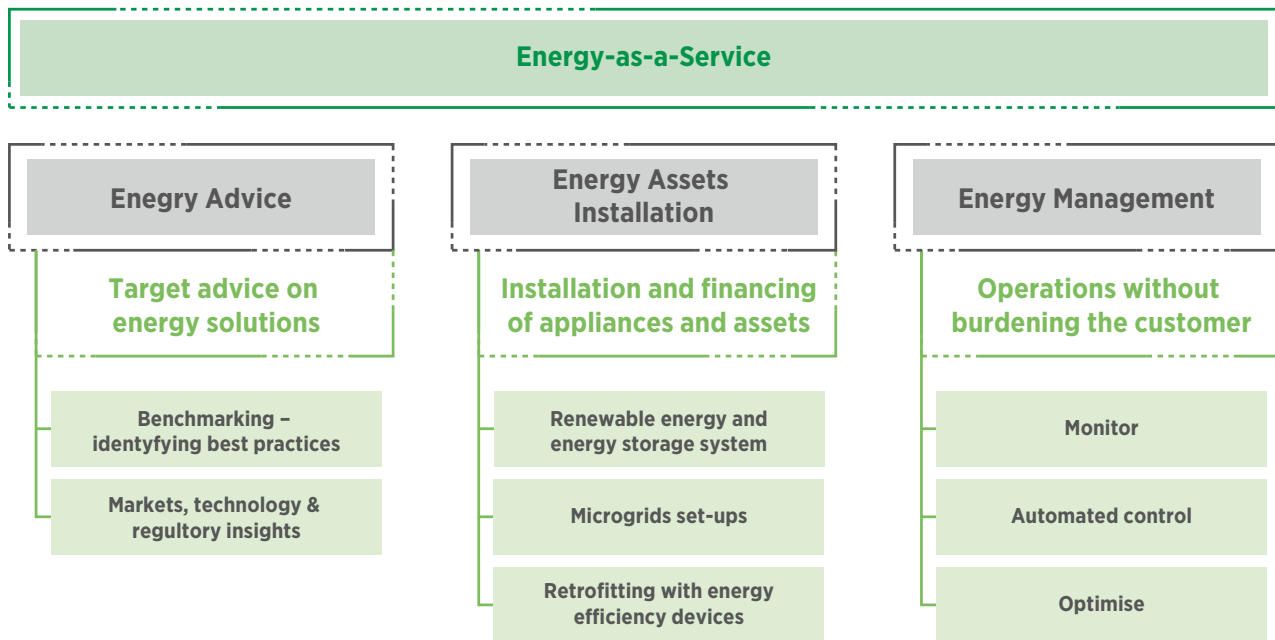 Energy-as-a-Service
Enegry Advice
Target advice on
energy solutions
Benchmarking –
identyfying best practices
Markets, technology &
regultory insights
Energy Assets
Installation
Installation and financing
of appliances and assets
Renewable energy and
energy storage system
Microgrids set-ups
Retrofitting with energy
efficiency devices
Energy Management
Operations without
burdening the customer
Monitor
Automated control
Optimise